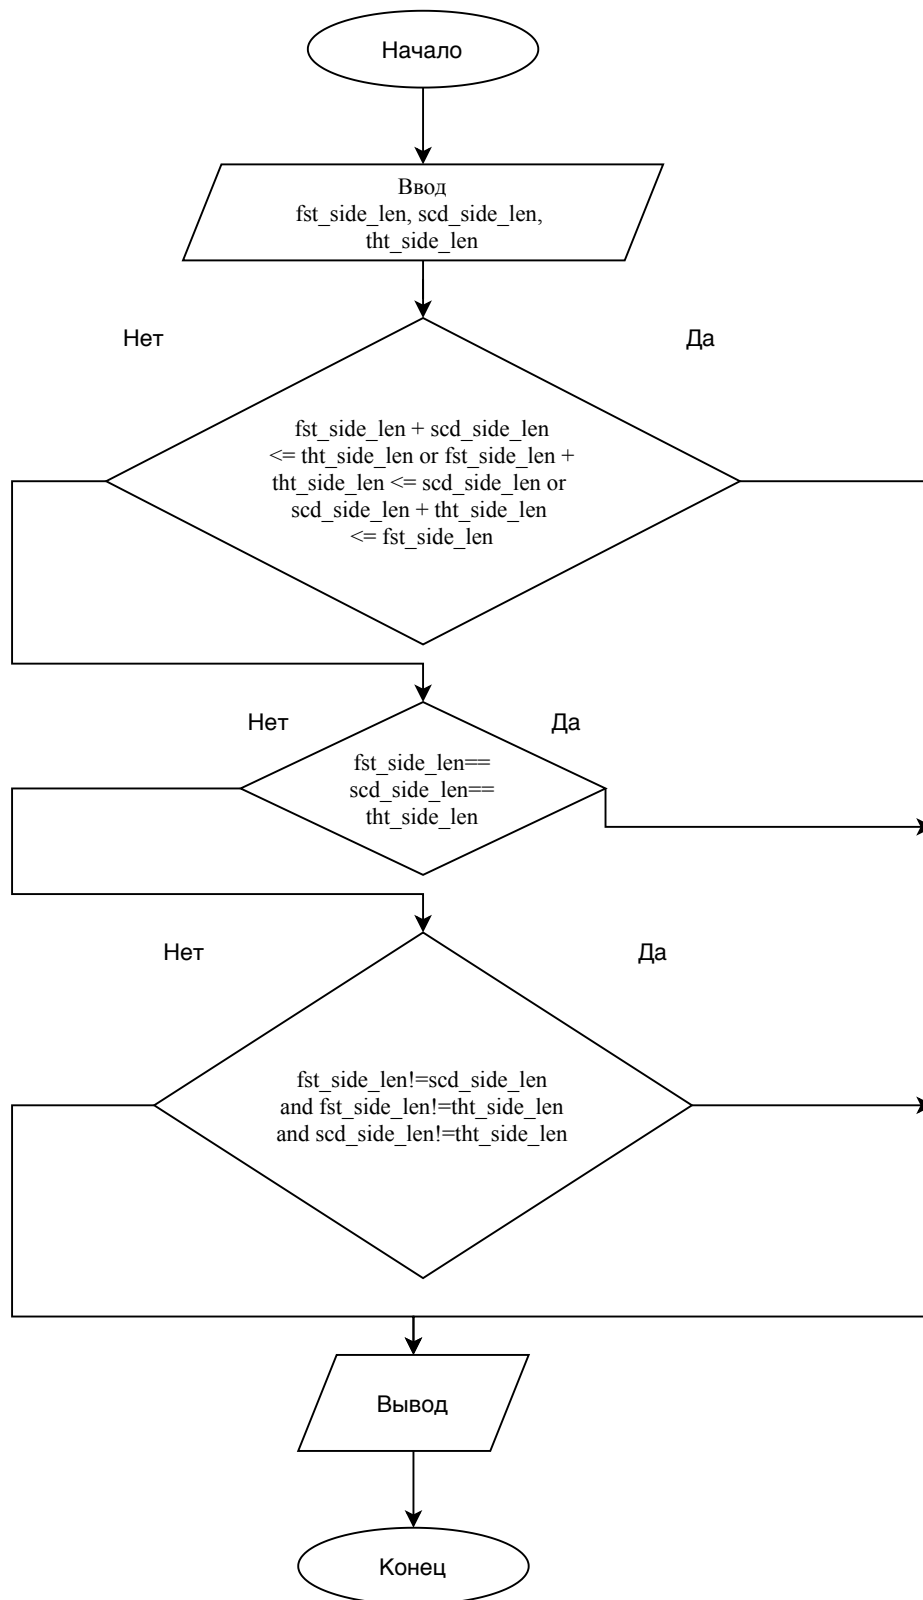 Начало
Ввод
fst_side_len, scd_side_len,
tht_side_len
Нет
Да
fst_side_len + scd_side_len
<= tht_side_len or fst_side_len +
tht_side_len <= scd_side_len or
scd_side_len + tht_side_len
<= fst_side_len
Нет
Да
fst_side_len==
scd_side_len==
tht_side_len
Нет
Да
fst_side_len!=scd_side_len
and fst_side_len!=tht_side_len
and scd_side_len!=tht_side_len
Вывод
Конец